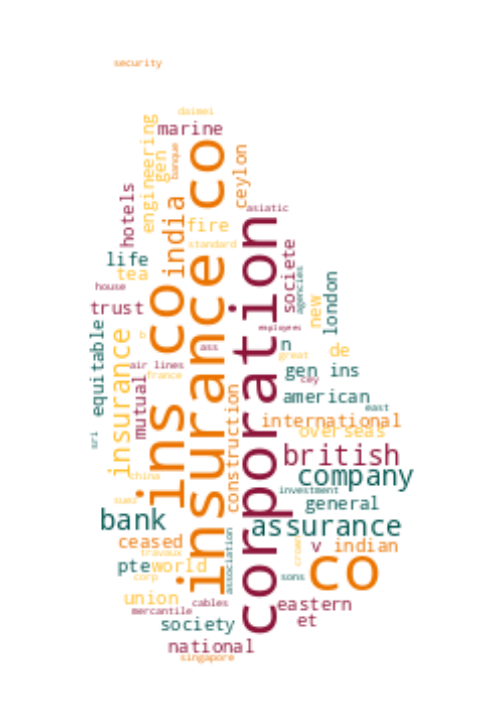 security
daimei
marine
engineering
gen
banque
insurance co
ceylon
hotels
india
fire
asiatic
corporation
standard
societe
life
tea
agencies
london
house
ins co
new
trust
employees
equitable
insurance
b
ass
n
de
great
air lines
gen ins
france
cey
mutual
american
construction
east
international
sri
overseas
british
china
company
investment
suez
general
bank
assurance
association
crown
ceased
v
indian
travaux
pte
world
co
corp
sons
union
cables
eastern
mercantile
et
society
national
singapore